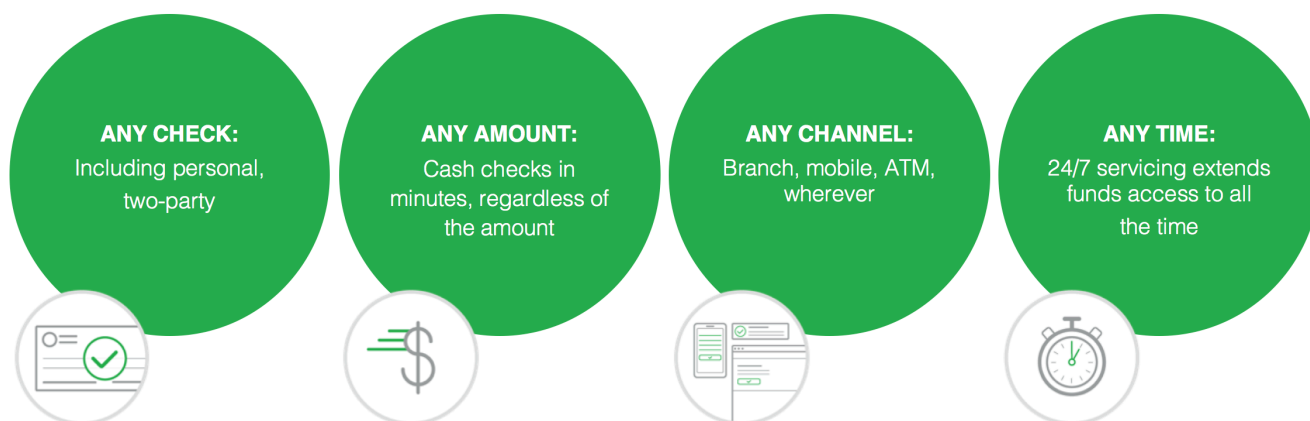 ANY CHECK:
Including personal,
two-party
ANY AMOUNT:
Cash checks in
minutes, regardless of
the amount
ANY CHANNEL:
Branch, mobile, ATM,
wherever
ANY TIME:
24/7 servicing extends
funds access to all
the time